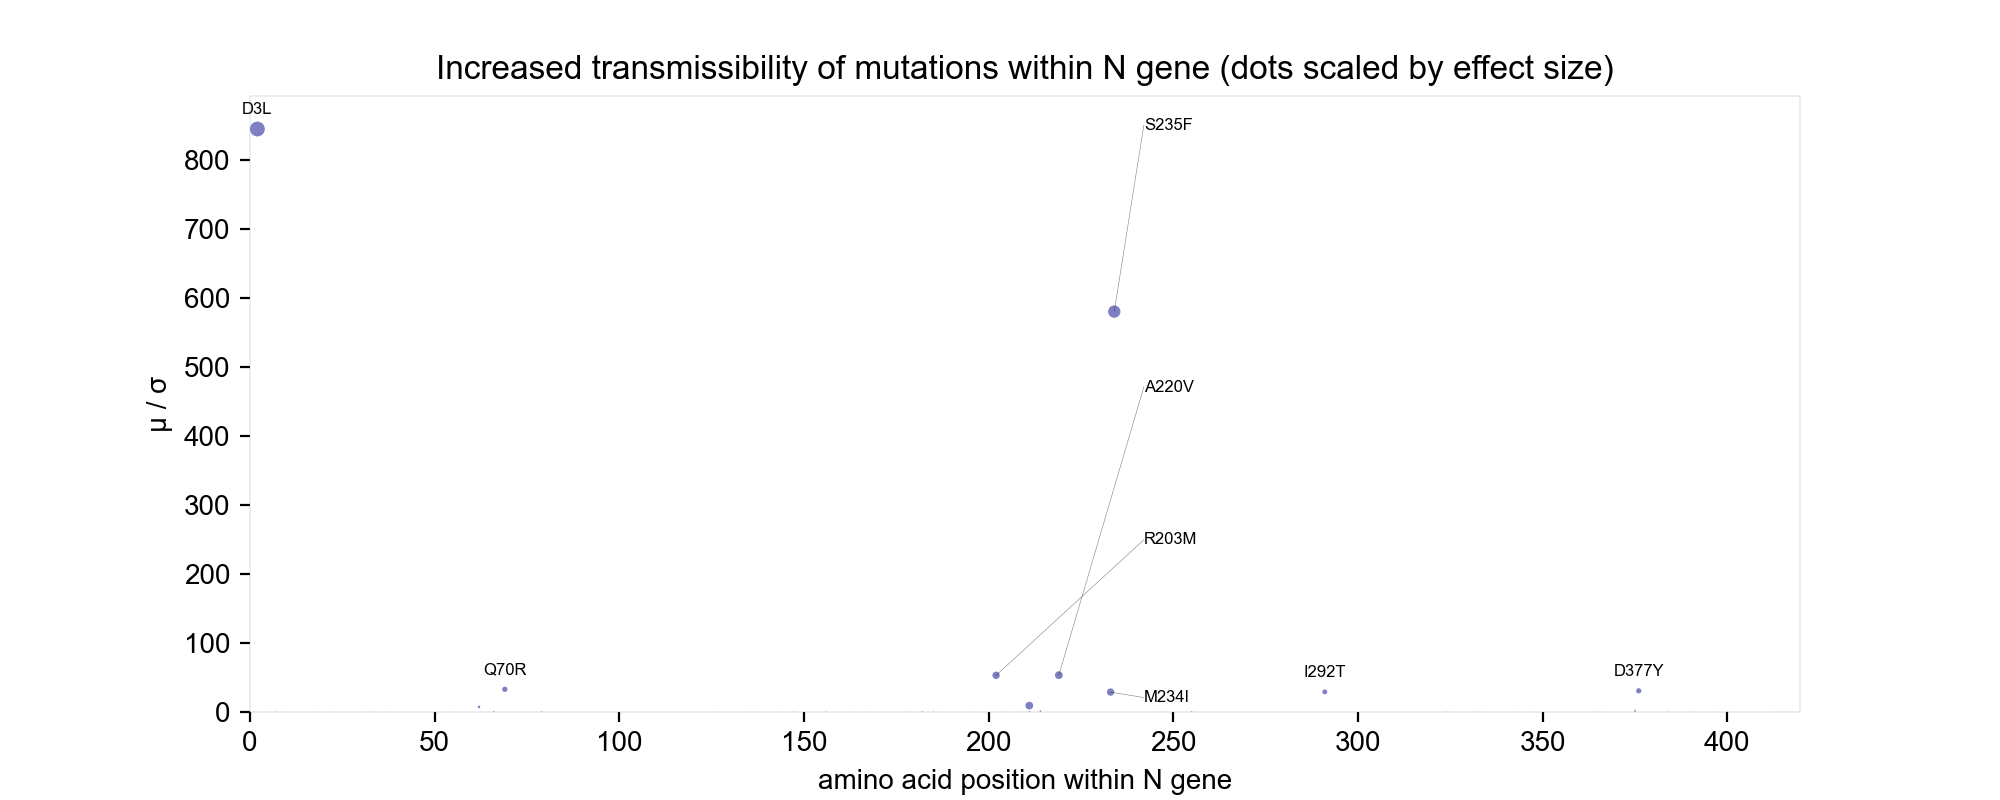 Increased transmissibility of mutations within N gene (dots scaled by effect size)
D3L
S235F
A220V
R203M
Q70R
M234I
I292T
D377Y
μ / σ
800
700
600
500
400
300
200
100
0
0 50 100 150 200 250 300 350 400
amino acid position within N gene